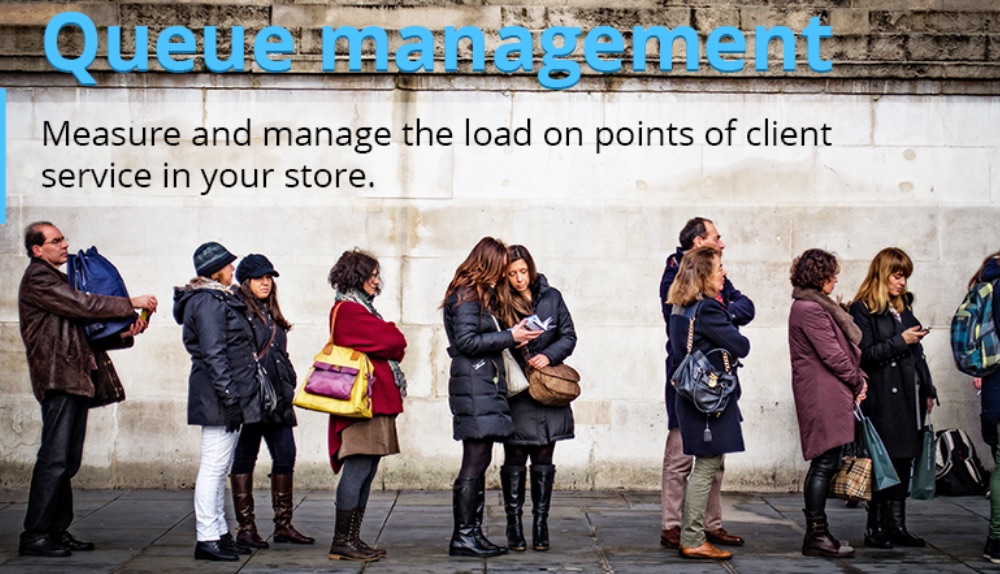 Queue management
Measure and manage the load on points of client
service in your store.